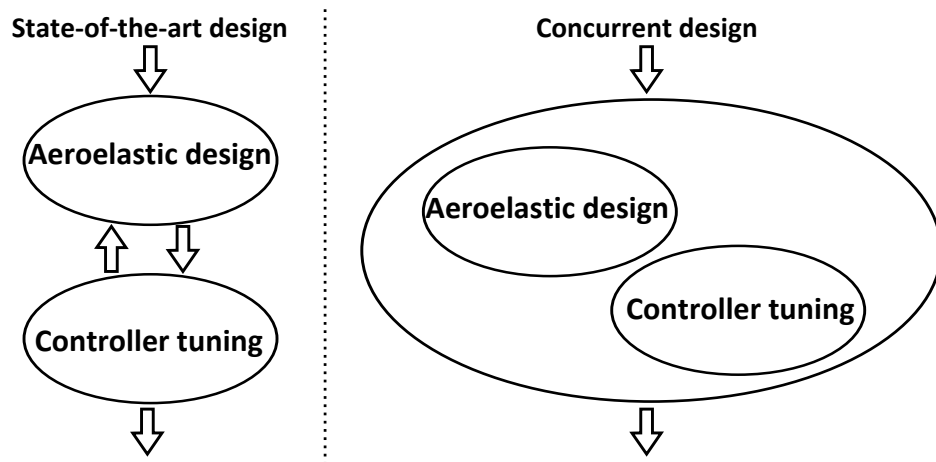 State-of-the-art design
Aeroelastic design
Controller tuning
Concurrent design
Aeroelastic design
Controller tuning